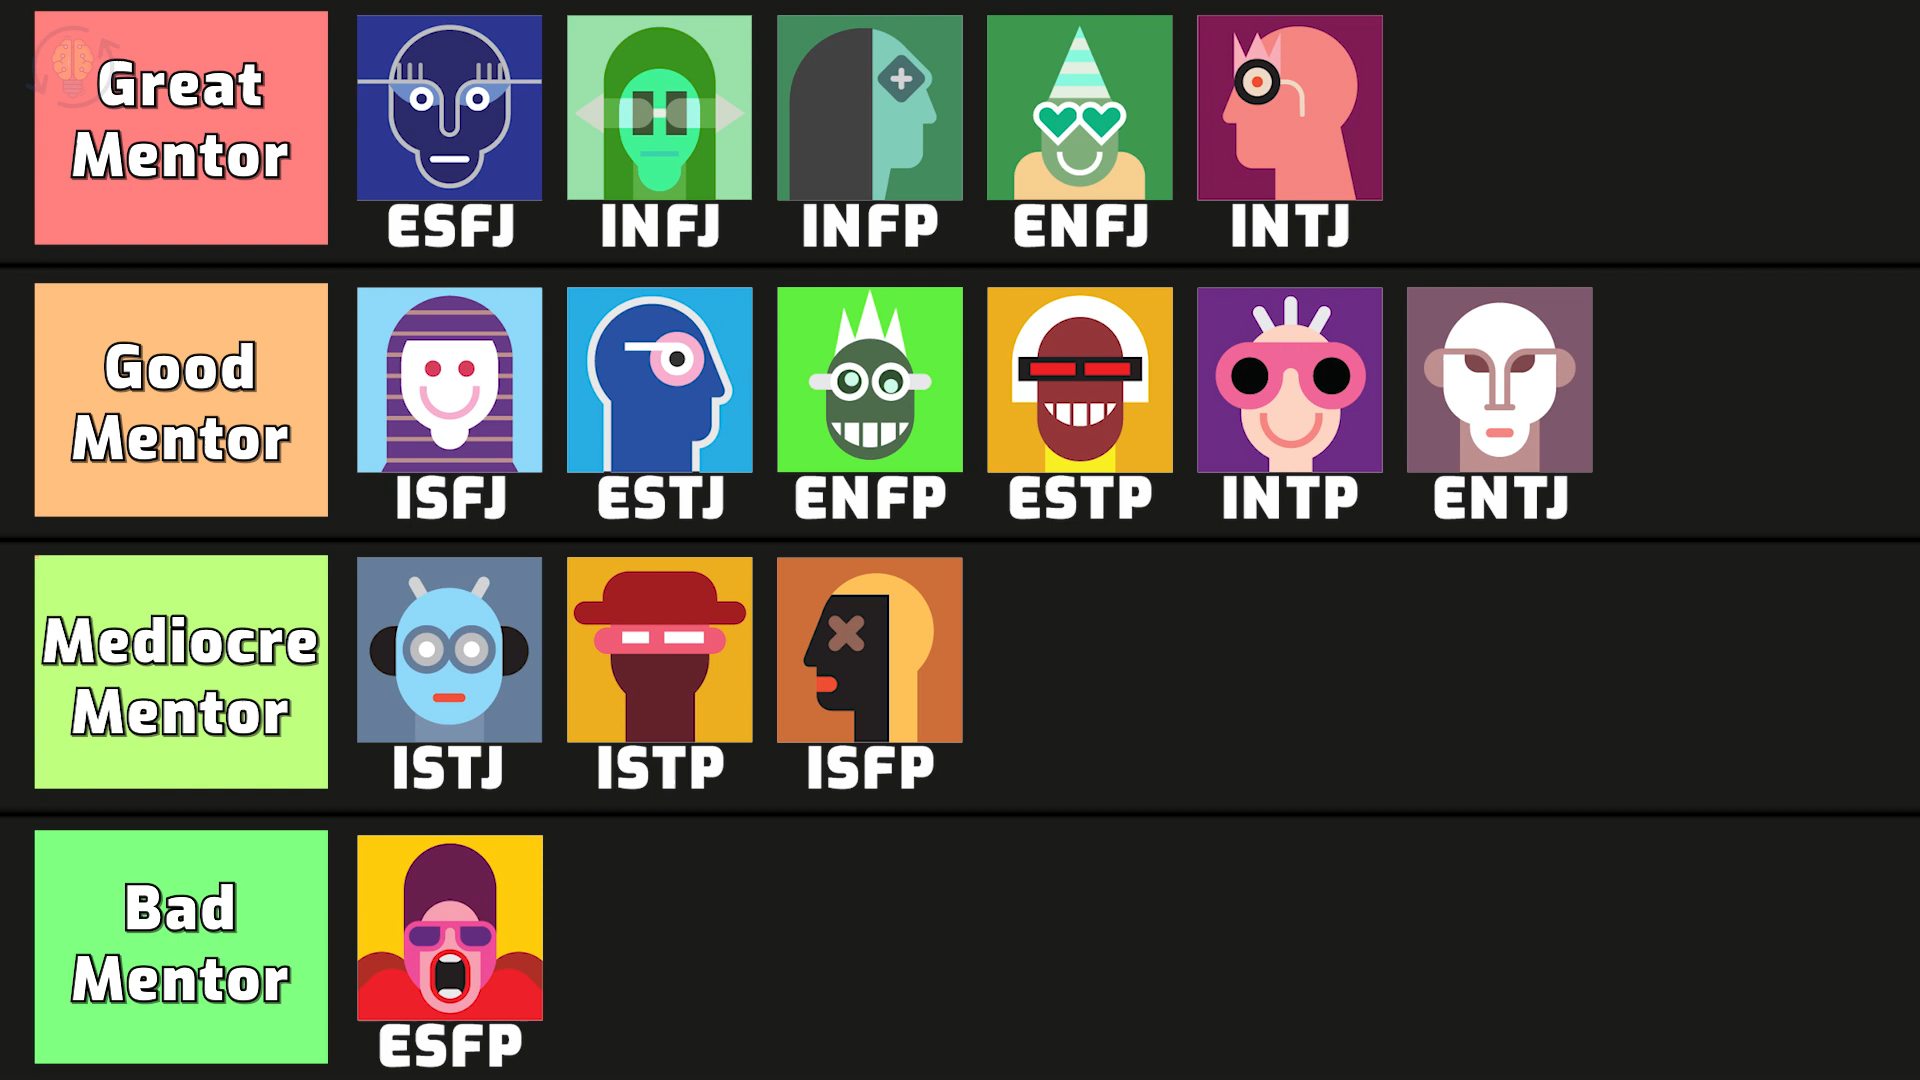 Great
Mentor
ESFJ INFJ INFP ENFJ INTJ
Good
Mentor
ISFJ ESTJ ENFP ESTP INTP ENTJ
Mediocre
Mentor
ISTJ ISTP ISFP
Bad
Mentor
ESFP